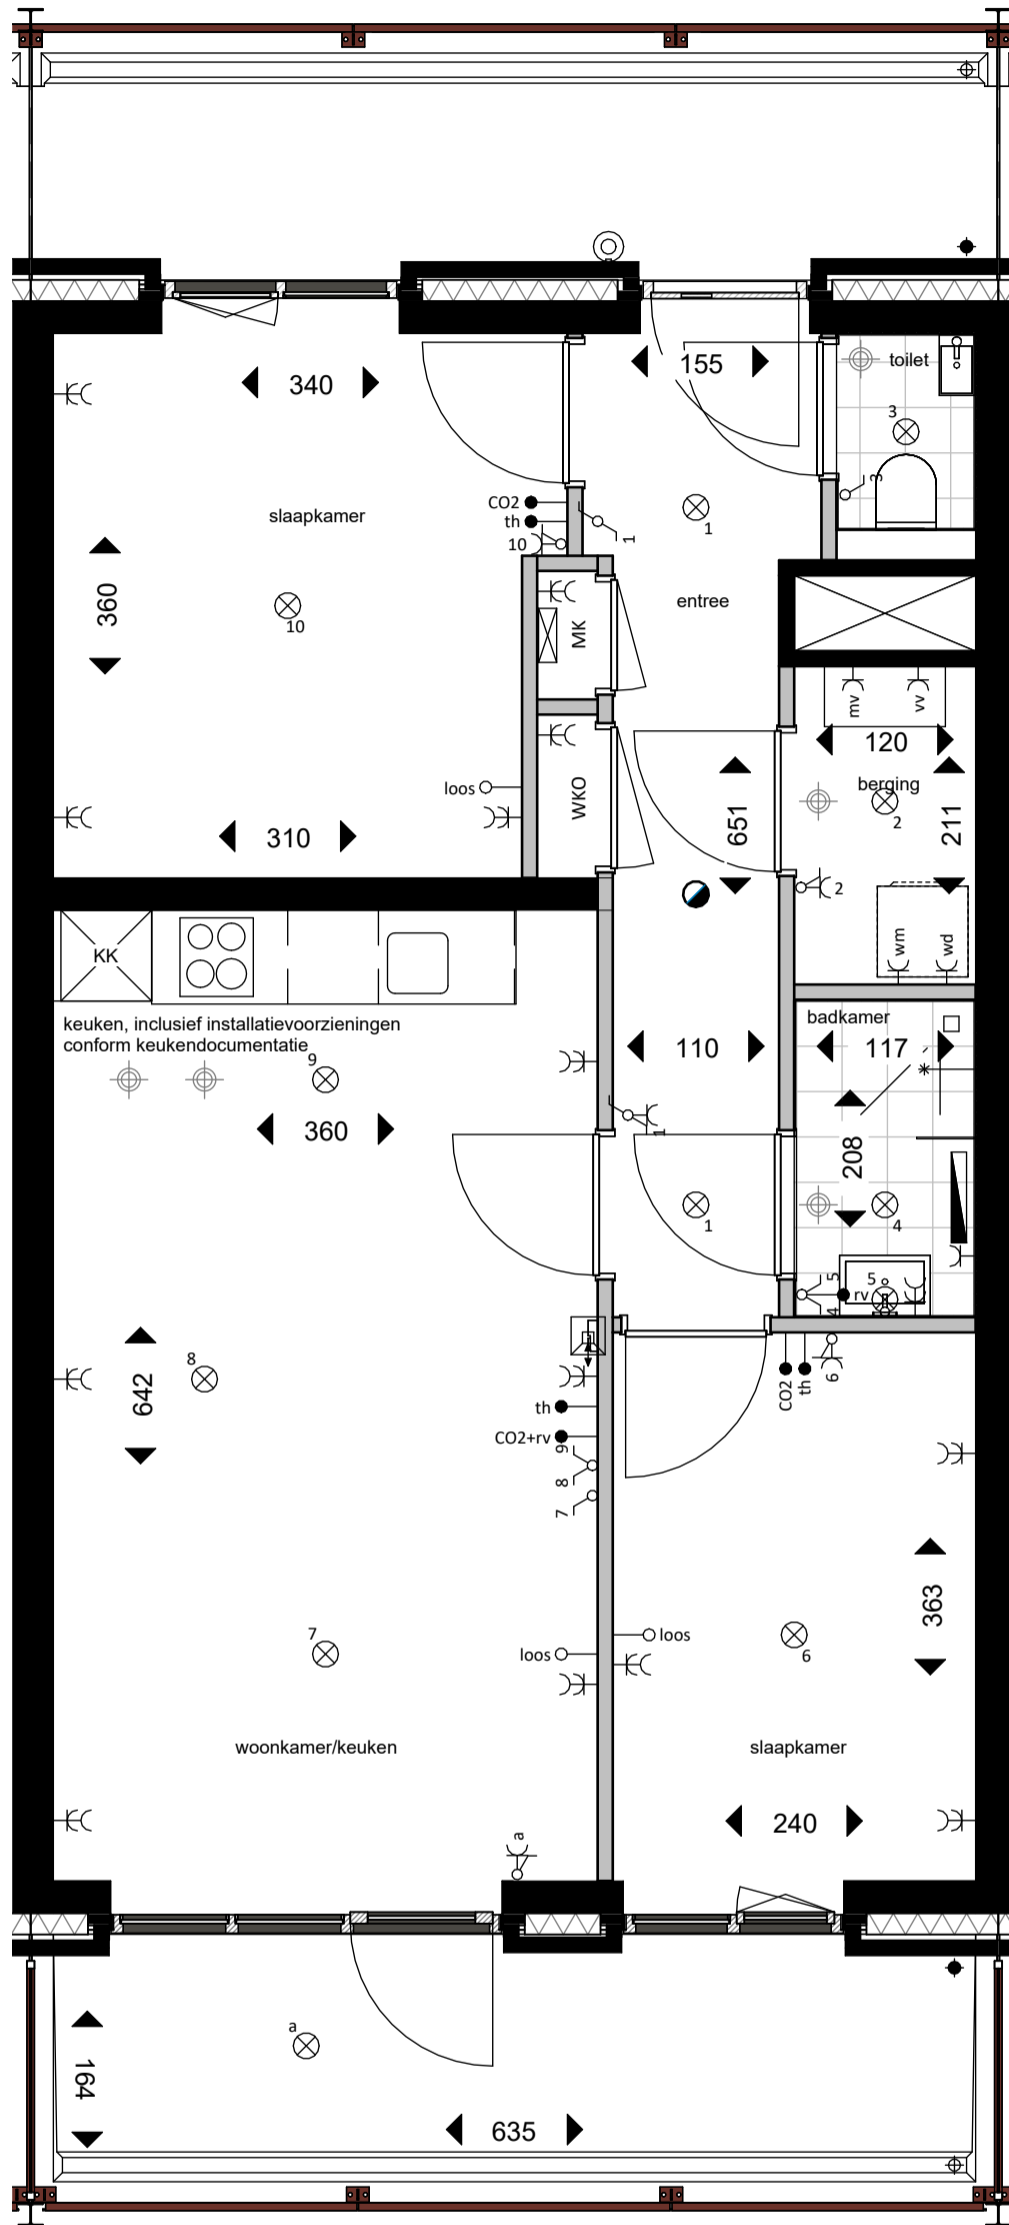 155
toilet
3
3
340
CO2
th
10
1
1
slaapkamer
360
10
entree
MK
mv
vv
120
berging
2
651
211
WKO
loos
310
2
wm
wd
KK
keuken, inclusief installatievoorzieningen
conform keukendocumentatie
9
badkamer
110
117
360
1
208
1
4
5
4
rv
5
8
642
th
CO2+rv
9
8
7
CO2
th
6
363
7
loos
loos
6
woonkamer/keuken
slaapkamer
240
a
a
164
635